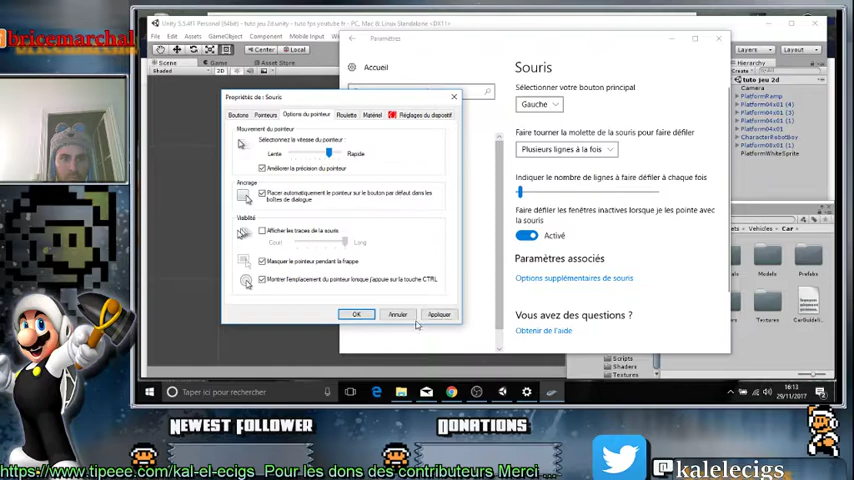 bricemarchal
Unity 5.5.4f1 Personal (64bit) - tuto jeu 2d.unity - tuto fps youtube fr - PC, Mac & Linux Standalone <DX11>
File Edit Assets GameObject Component Mobile Input Window
Center Local Layers Layout
Scene Game Asset Store
Shaded 2D
Hierarchy
Create
tuto jeu 2d
Camera
PlatformRamp
Platform04x01 (4)
Platform04x01 (3)
Platform04x01 (2)
Platform04x01
Platform04x01 (1)
CharacterRobotBoy
PlatformWhiteSprite
Vehicles Car
Models Prefabs
Textures CarGuidel
Scripts
Shaders
Textures
Paramètres
Accueil
Souris
Sélectionner votre bouton principal
Gauche
Faire tourner la molette de la souris pour faire défiler
Plusieurs lignes à la fois
Indiquer le nombre de lignes à faire défiler à chaque fois
Faire défiler les fenêtres inactives lorsque je les pointe avec
la souris
Activé
Paramètres associés
Options supplémentaires de souris
Vous avez des questions ?
Obtenir de l'aide
Propriétés de : Souris
Boutons Pointeurs Options du pointeur Roulette Matériel Réglages du dispositif
Mouvement du pointeur
Sélectionnez la vitesse du pointeur :
Lente Rapide
Améliorer la précision du pointeur
Ancrage
Placer automatiquement le pointeur sur le bouton par défaut dans les
boîtes de dialogue
Visibilité
Afficher les traces de la souris
Court Long
Masquer le pointeur pendant la frappe
Montrer l'emplacement du pointeur lorsque j'appuie sur la touche CTRL
OK Annuler Appliquer
Taper ici pour rechercher
16:13
29/11/2017
Newest Follower
Donations
https://www.tipeee.com/kal-el-ecigs Pour les dons des contributeurs Merci ...
@kalelecigs